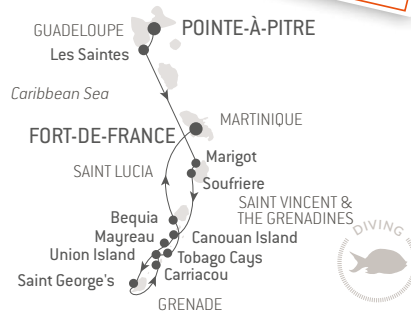 GUADELOUPE
POINTE-À-PITRE
Les Saintes
Caribbean Sea
MARTINIQUE
FORT-DE-FRANCE
Marigot
SAINT LUCIA
Soufriere
SAINT VINCENT &
THE GRENADINES
Bequia
Mayreau
Canouan Island
Union Island
Tobago Cays
Carriacou
Saint George's
GRENADE
DIVING